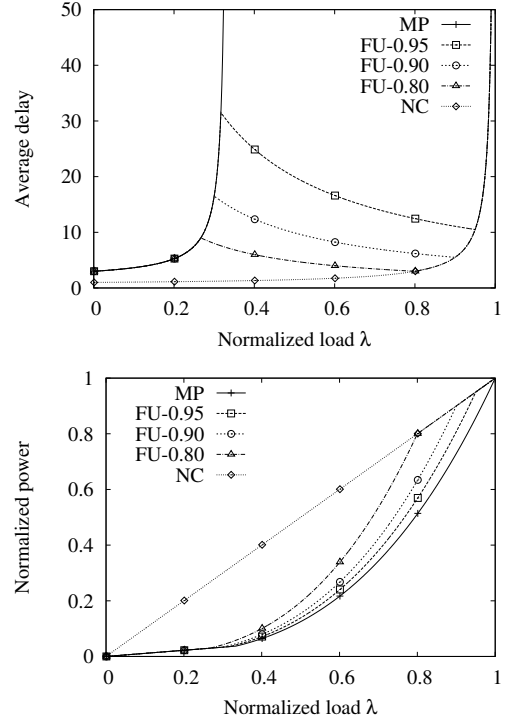 50
40
30
20
10
0
Average delay
MP
FU-0.95
FU-0.90
FU-0.80
NC
0 0.2 0.4 0.6 0.8 1
Normalized load λ
1
0.8
0.6
0.4
0.2
0
Normalized power
MP
FU-0.95
FU-0.90
FU-0.80
NC
0 0.2 0.4 0.6 0.8 1
Normalized load λ